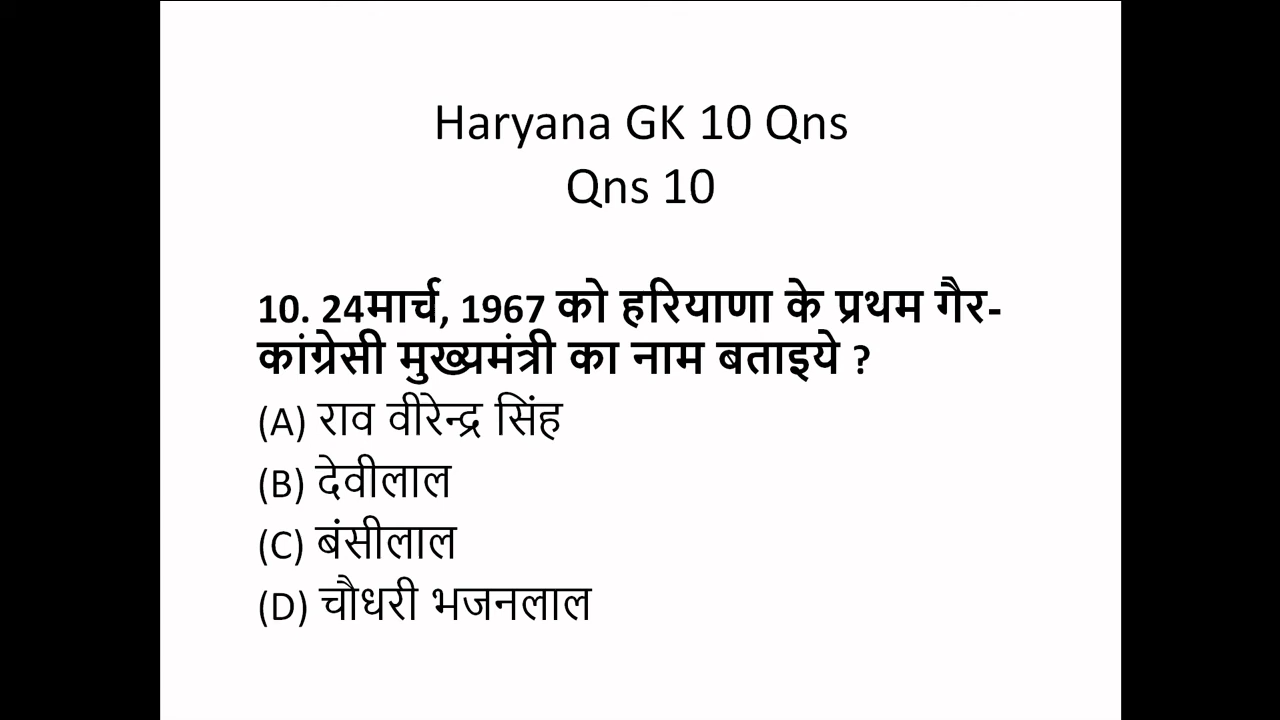 Haryana GK 10 Qns
Qns 10
10. 24मार्च, 1967 को हरियाणा के प्रथम गैर-
कांग्रेसी मुख्यमंत्री का नाम बताइये ?
(A) राव वीरेन्द्र सिंह
(B) देवीलाल
(C) बंसीलाल
(D) चौधरी भजनलाल